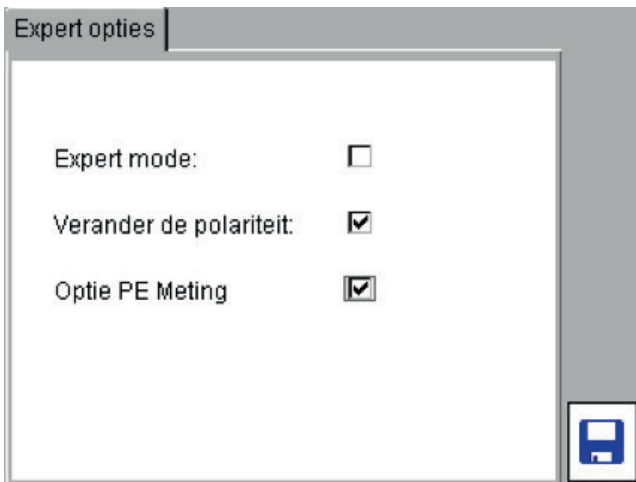 Expert opties
Expert mode:
Verander de polariteit:
Optie PE Meting